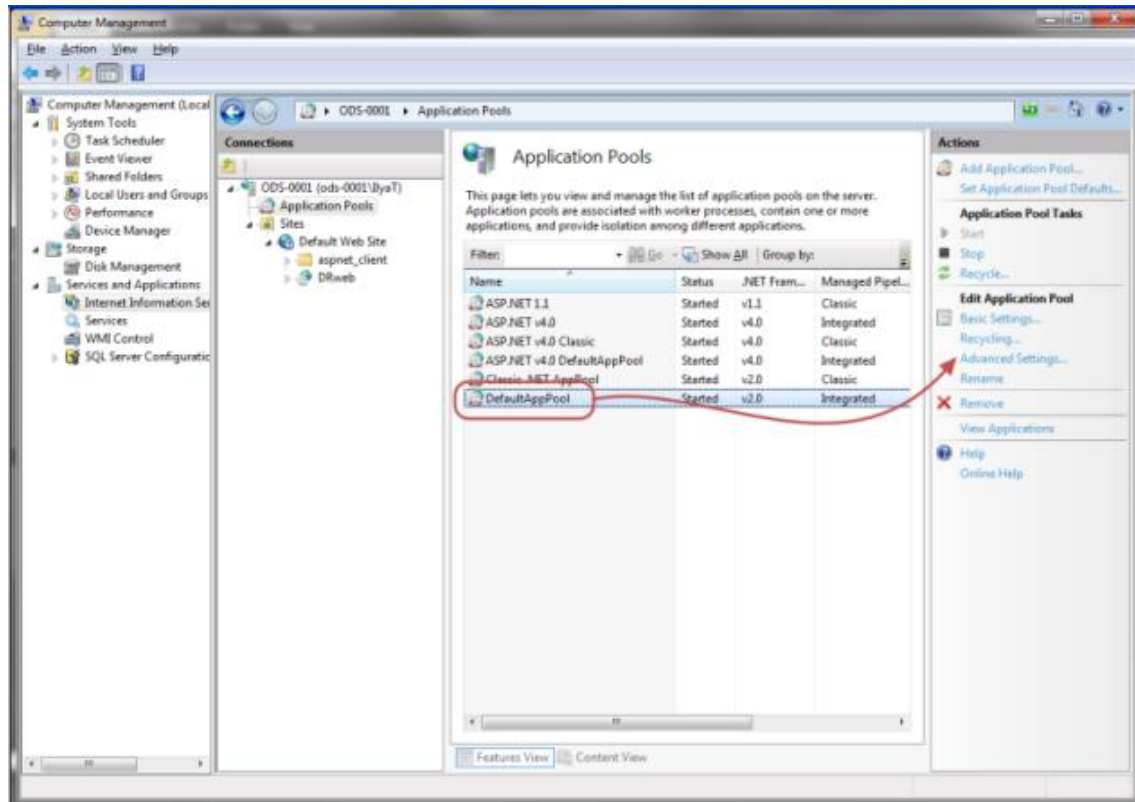 Computer Management
File Action View Help
Computer Management (Local
System Tools
Task Scheduler
Event Viewer
Shared Folders
Local Users and Groups
Performance
Device Manager
Storage
Disk Management
Services and Applications
Internet Information Ser
Services
WMI Control
SQL Server Configuratic
ODS-0001 Application Pools
Connections
ODS-0001 (ods-0001\IlyaT)
Application Pools
Sites
Default Web Site
aspnet_client
DRweb
Application Pools
This page lets you view and manage the list of application pools on the server.
Application pools are associated with worker processes, contain one or more
applications, and provide isolation among different applications.
Filter: Go Show All Group by:
Name Status .NET Fram... Managed Pipel...
ASP.NET 1.1 Started v1.1 Classic
ASP.NET v4.0 Started v4.0 Integrated
ASP.NET v4.0 Classic Started v4.0 Classic
ASP.NET v4.0 DefaultAppPool Started v4.0 Integrated
Classic .NET AppPool Started v2.0 Classic
DefaultAppPool Started v2.0 Integrated
Features View Content View
Actions
Add Application Pool...
Set Application Pool Defaults...
Application Pool Tasks
Start
Stop
Recycle...
Edit Application Pool
Basic Settings...
Recycling...
Advanced Settings...
Rename
Remove
View Applications
Help
Online Help